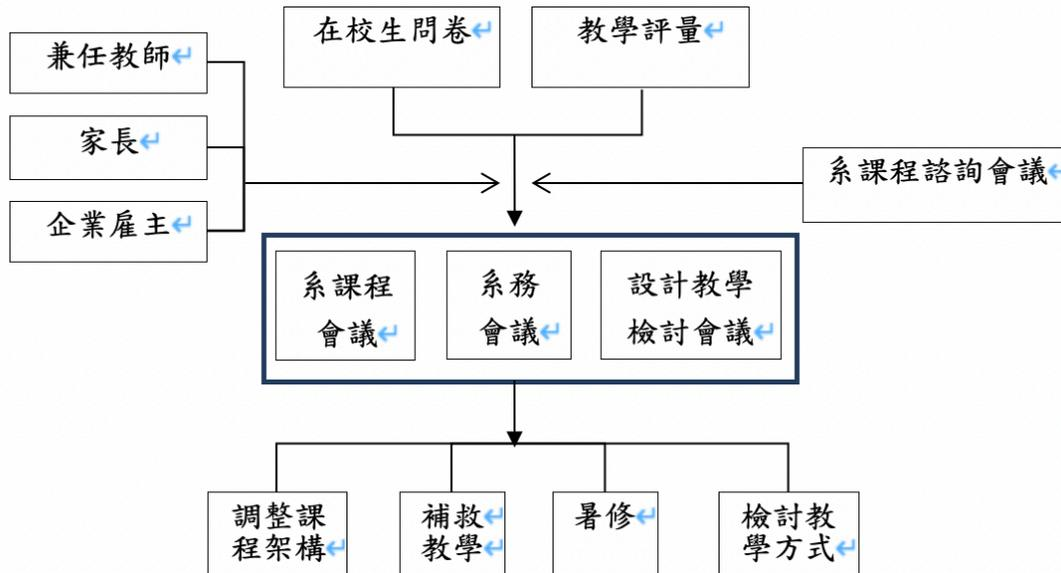 在校生問卷
教學評量
兼任教師
家長
企業雇主
系課程諮詢會議
系課程
會議
系務
會議
設計教學
檢討會議
調整課
程架構
補救
教學
暑修
檢討教
學方式